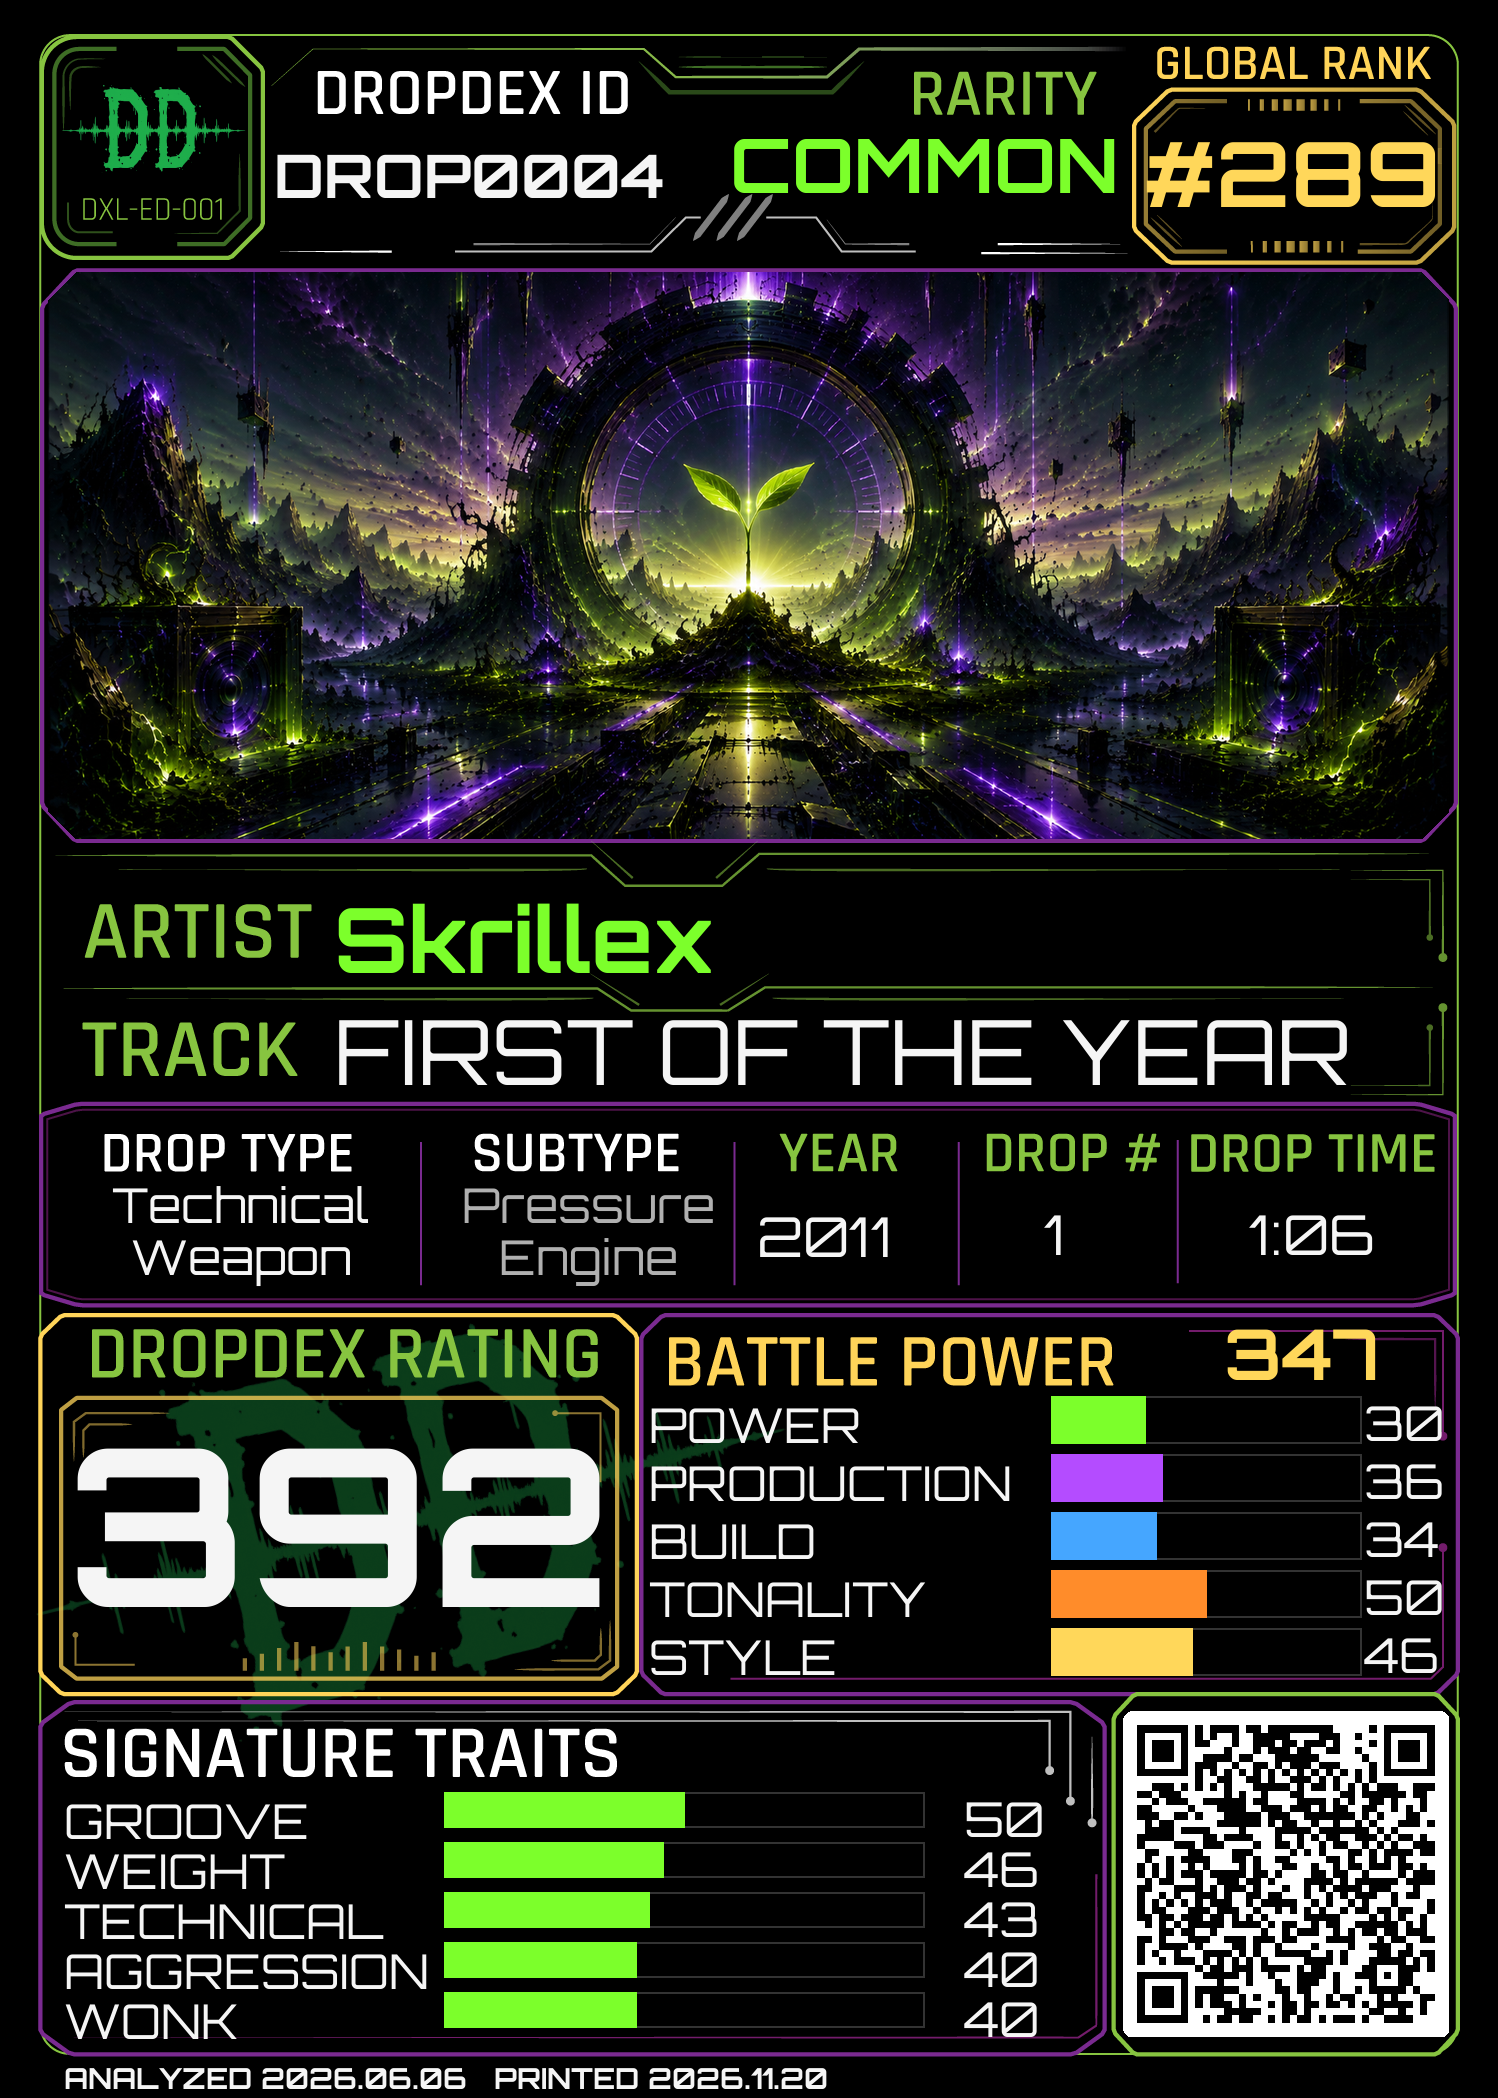 DD
DXL-ED-001
DROPDEX ID
DROP0004
RARITY
COMMON
GLOBAL RANK
#289
ARTIST Skrillex
TRACK FIRST OF THE YEAR
DROP TYPE
Technical
Weapon
SUBTYPE
Pressure
Engine
YEAR
2011
DROP #
1
DROP TIME
1:06
DROPDEX RATING
392
BATTLE POWER 347
POWER 30
PRODUCTION 36
BUILD 34
TONALITY 50
STYLE 46
SIGNATURE TRAITS
GROOVE 50
WEIGHT 46
TECHNICAL 43
AGGRESSION 40
WONK 40
ANALYZED 2026.06.06 PRINTED 2026.11.20